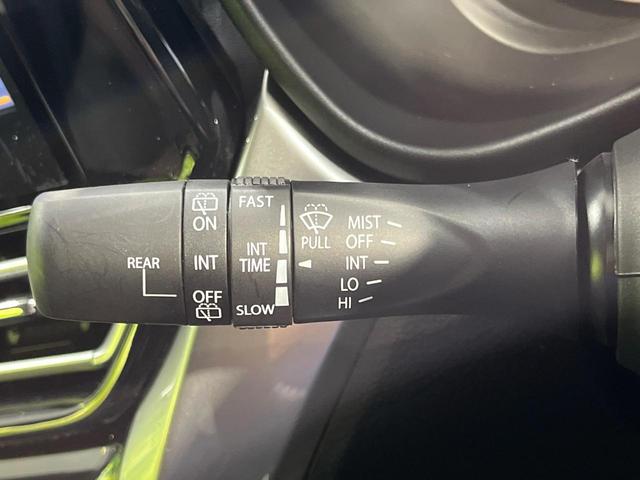 REAR
ON
INT
OFF
FAST
INT
TIME
SLOW
PULL
MIST
OFF
INT
LO
HI